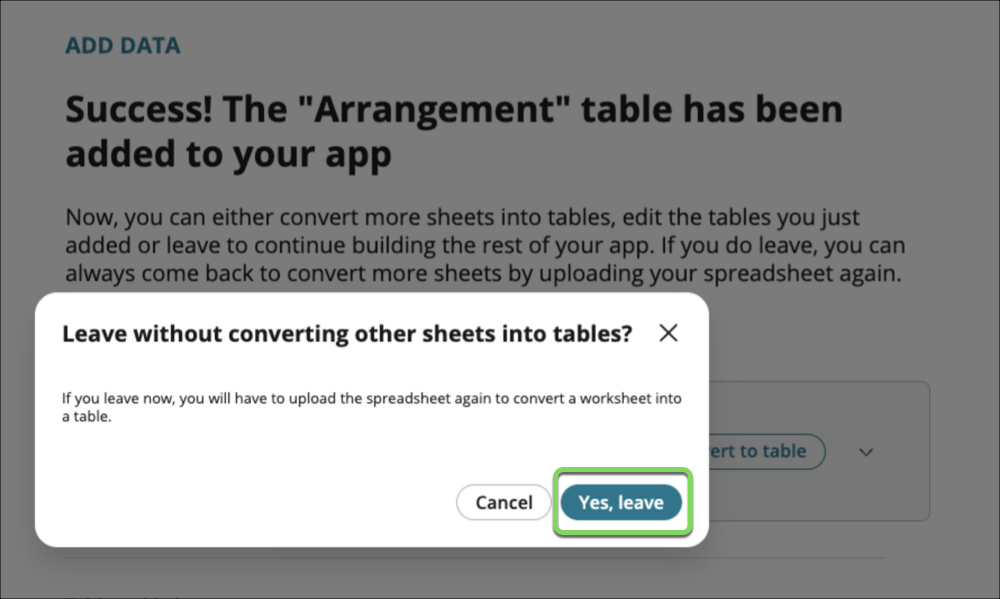 ADD DATA
Success! The "Arrangement" table has been
added to your app
Now, you can either convert more sheets into tables, edit the tables you just
added or leave to continue building the rest of your app. If you do leave, you can
always come back to convert more sheets by uploading your spreadsheet again.
Leave without converting other sheets into tables?
If you leave now, you will have to upload the spreadsheet again to convert a worksheet into
a table.
to table
Cancel
Yes, leave